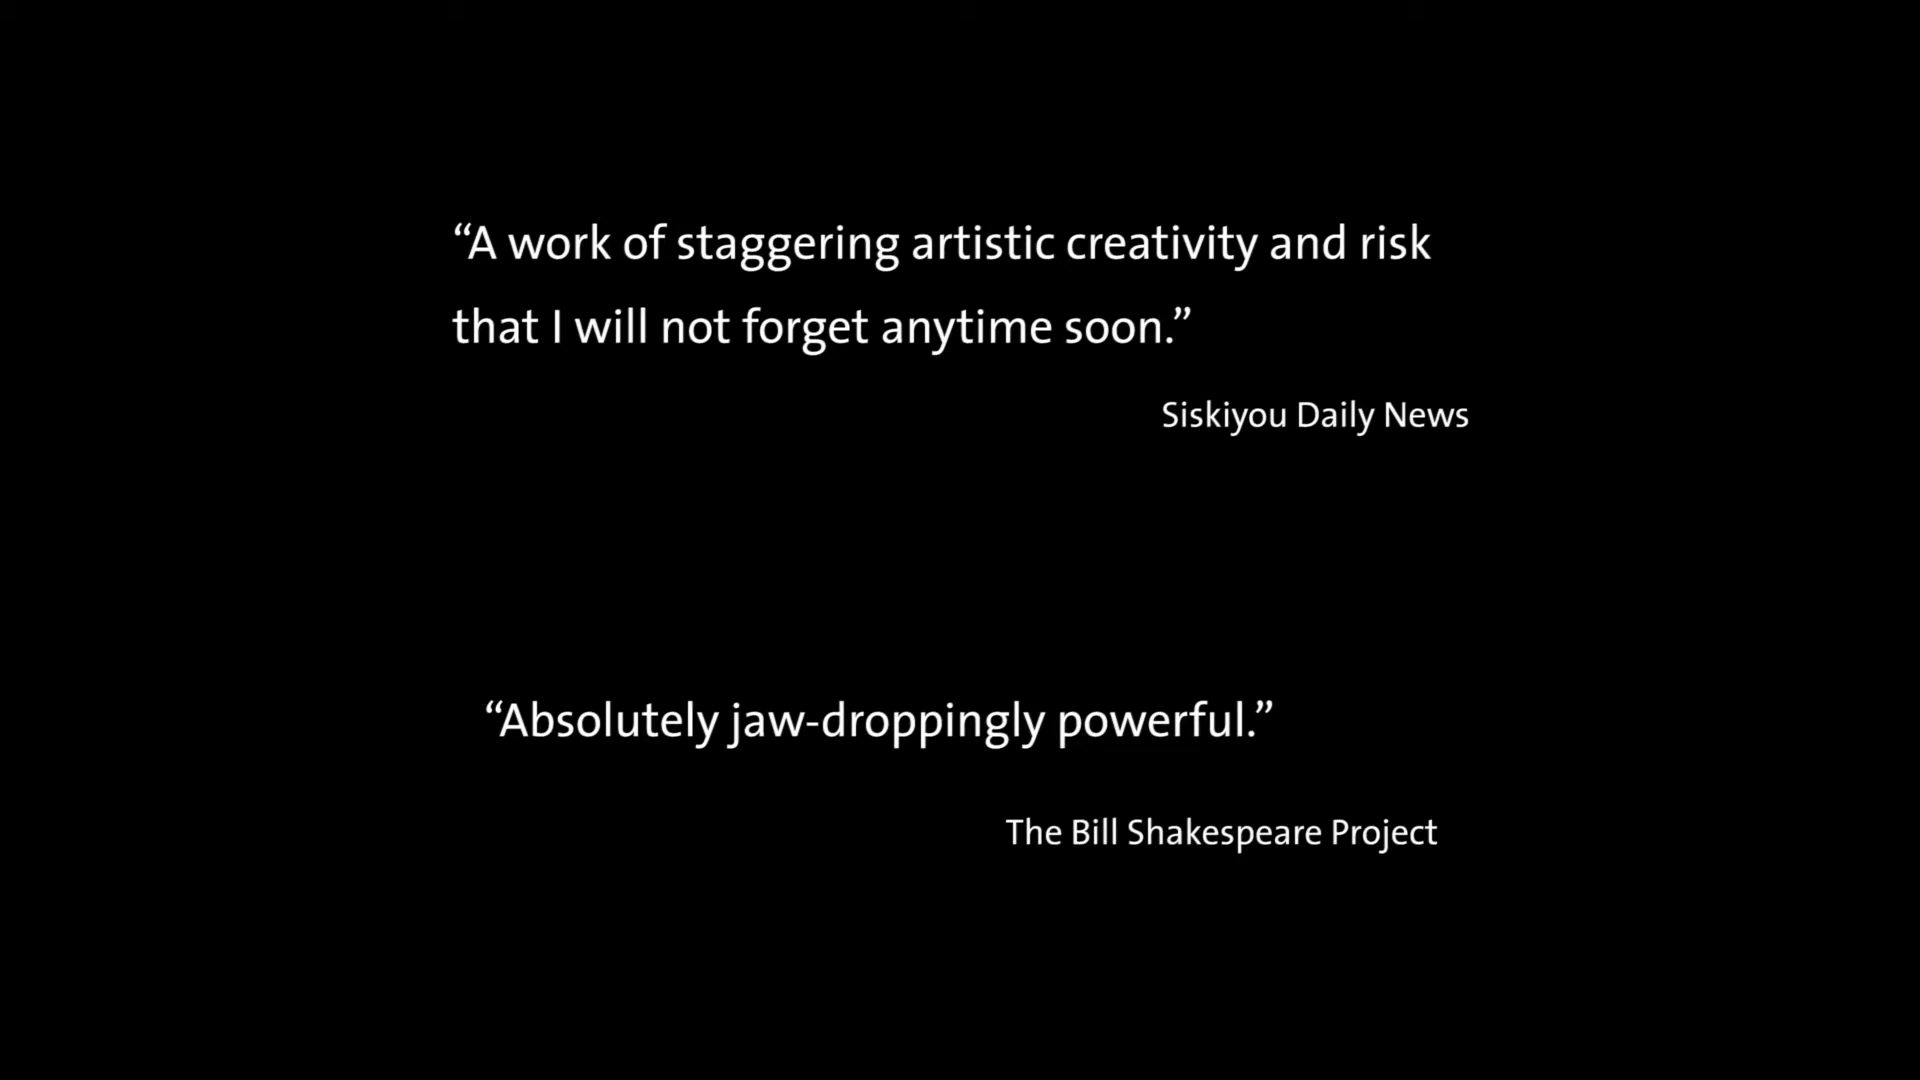 “A work of staggering artistic creativity and risk
that I will not forget anytime soon.”
Siskiyou Daily News
“Absolutely jaw-droppingly powerful.”
The Bill Shakespeare Project